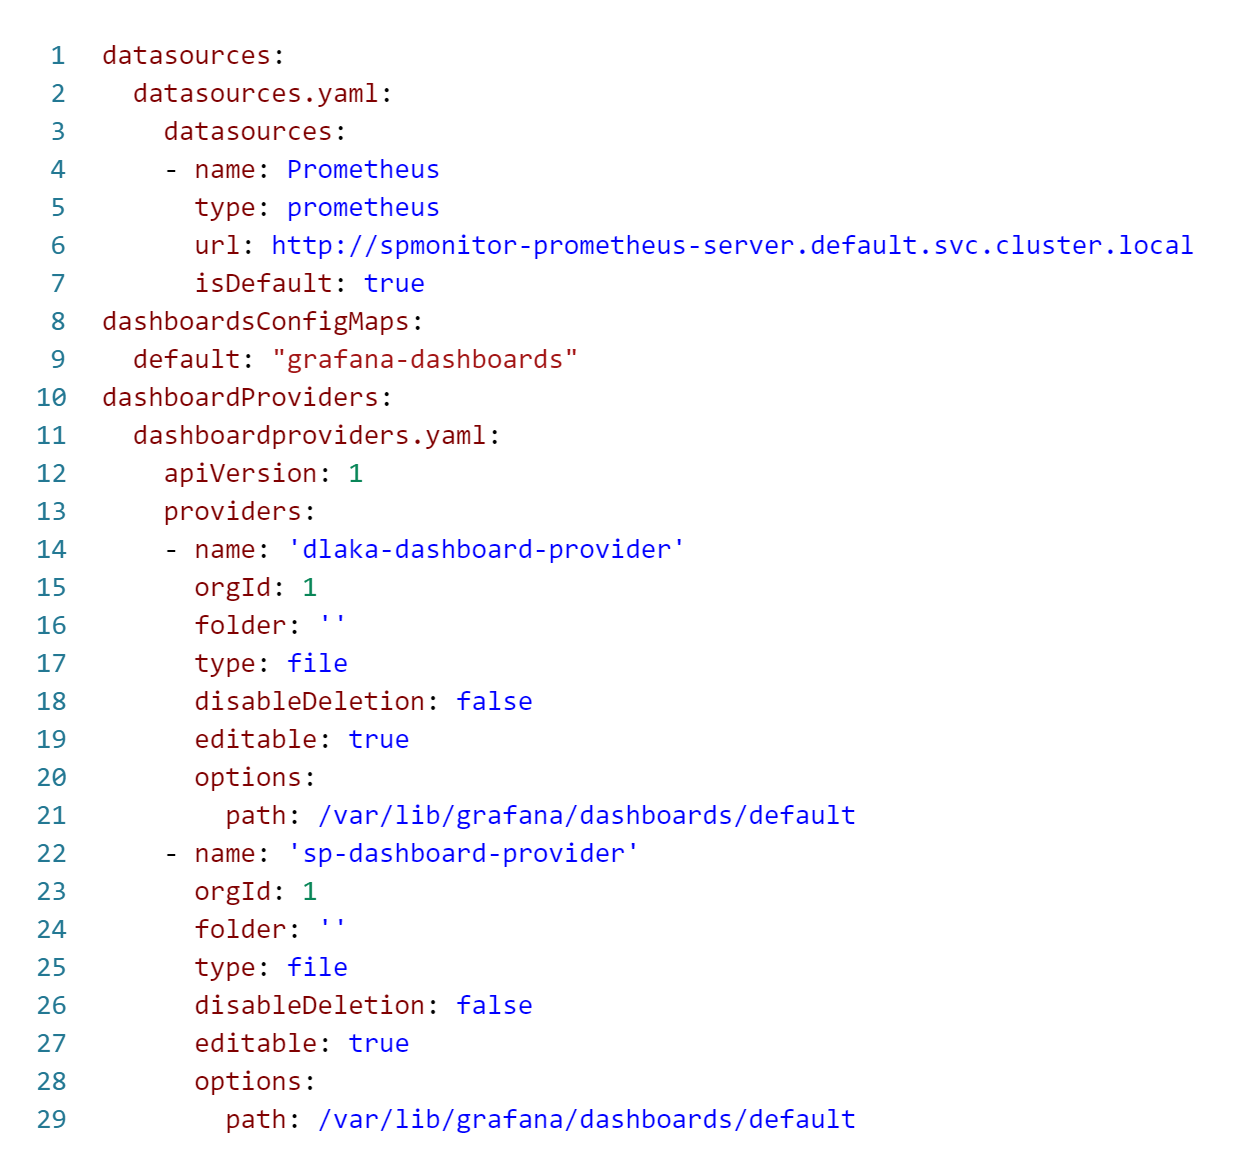 1 datasources:
2   datasources.yaml:
3     datasources:
4     - name: Prometheus
5       type: prometheus
6       url: http://spmonitor-prometheus-server.default.svc.cluster.local
7       isDefault: true
8 dashboardsConfigMaps:
9   default: "grafana-dashboards"
10 dashboardProviders:
11   dashboardproviders.yaml:
12     apiVersion: 1
13     providers:
14     - name: 'dlaka-dashboard-provider'
15       orgId: 1
16       folder: ''
17       type: file
18       disableDeletion: false
19       editable: true
20       options:
21         path: /var/lib/grafana/dashboards/default
22     - name: 'sp-dashboard-provider'
23       orgId: 1
24       folder: ''
25       type: file
26       disableDeletion: false
27       editable: true
28       options:
29         path: /var/lib/grafana/dashboards/default